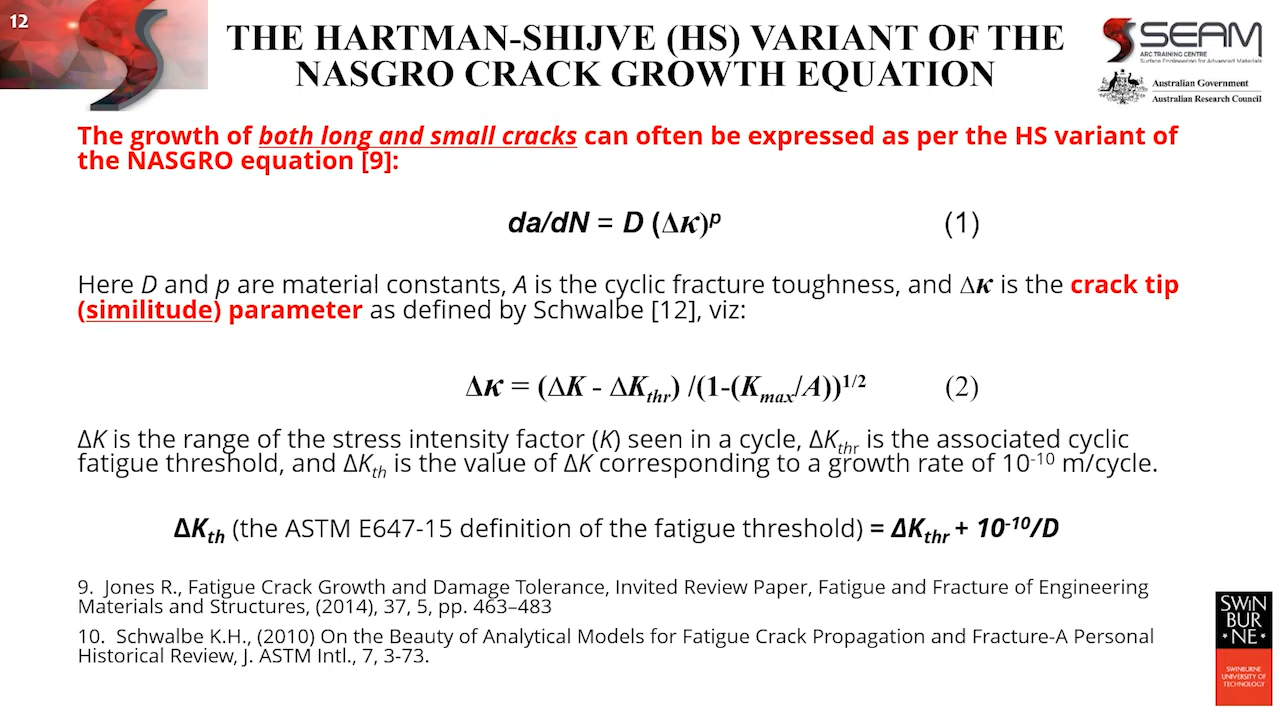 12
THE HARTMAN-SHIJVE (HS) VARIANT OF THE
NASGRO CRACK GROWTH EQUATION
SEAM
ARC TRAINING CENTRE
Surface Engineering for Advanced Materials
Australian Government
Australian Research Council
The growth of both long and small cracks can often be expressed as per the HS variant of
the NASGRO equation [9]:
da/dN = D (Δκ)ᵖ (1)
Here D and p are material constants, A is the cyclic fracture toughness, and Δκ is the crack tip
(similitude) parameter as defined by Schwalbe [12], viz:
Δκ = (ΔK - ΔKthr) /(1-(Kmax/A))¹/² (2)
ΔK is the range of the stress intensity factor (K) seen in a cycle, ΔKthr is the associated cyclic
fatigue threshold, and ΔKth is the value of ΔK corresponding to a growth rate of 10⁻¹⁰ m/cycle.
ΔKth (the ASTM E647-15 definition of the fatigue threshold) = ΔKthr + 10⁻¹⁰/D
9. Jones R., Fatigue Crack Growth and Damage Tolerance, Invited Review Paper, Fatigue and Fracture of Engineering
Materials and Structures, (2014), 37, 5, pp. 463–483
10. Schwalbe K.H., (2010) On the Beauty of Analytical Models for Fatigue Crack Propagation and Fracture-A Personal
Historical Review, J. ASTM Intl., 7, 3-73.
SWIN
BUR
*NE*
SWINBURNE
UNIVERSITY OF
TECHNOLOGY